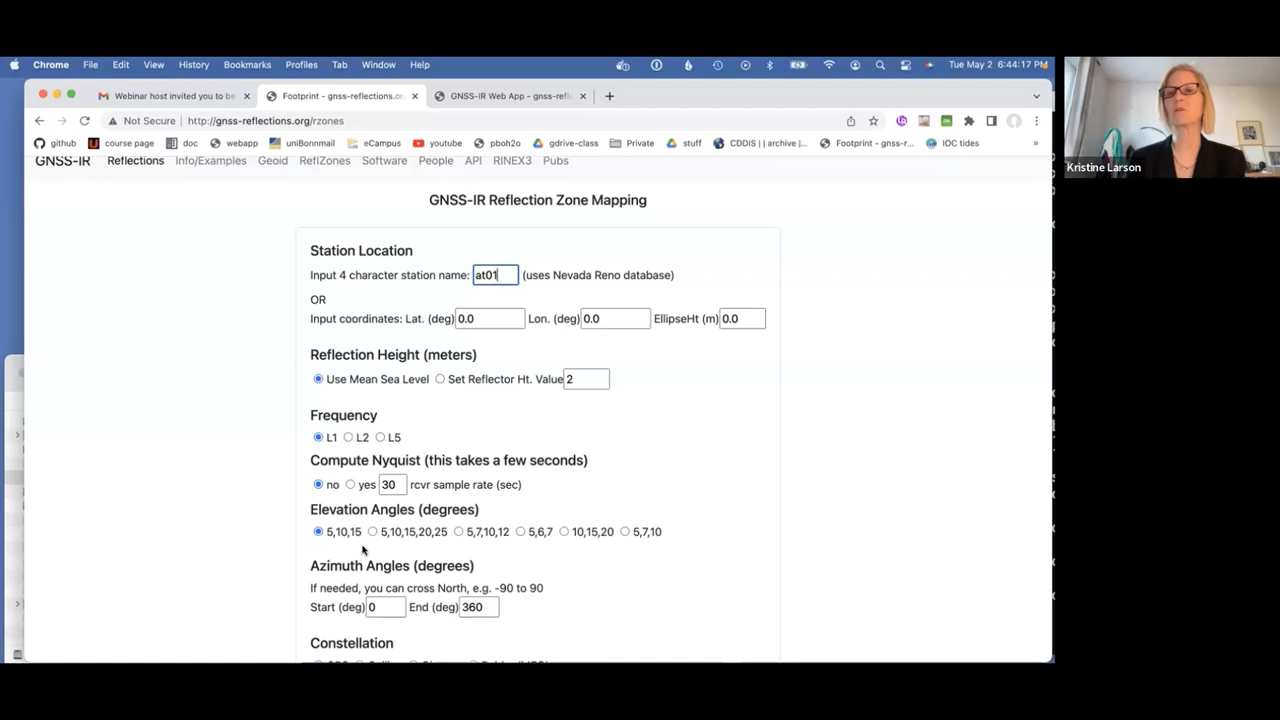 Chrome File Edit View History Bookmarks Profiles Tab Window Help Tue May 2 6:44:17 PM
Webinar host invited you to be
Footprint - gnss-reflections.org
GNSS-IR Web App - gnss-refl
Not Secure http://gnss-reflections.org/rzones
github course page doc webapp uniBonnmail eCampus youtube pboh2o gdrive-class Private stuff CDDIS | | archive |... Footprint - gnss-r... IOC tides »
Kristine Larson
GNSS-IR Reflections Info/Examples Geoid ReflZones Software People API RINEX3 Pubs
GNSS-IR Reflection Zone Mapping
Station Location
Input 4 character station name: at01 (uses Nevada Reno database)
OR
Input coordinates: Lat. (deg) 0.0 Lon. (deg) 0.0 EllipseHt (m) 0.0
Reflection Height (meters)
Use Mean Sea Level Set Reflector Ht. Value 2
Frequency
L1 L2 L5
Compute Nyquist (this takes a few seconds)
no yes 30 rcvr sample rate (sec)
Elevation Angles (degrees)
5,10,15 5,10,15,20,25 5,7,10,12 5,6,7 10,15,20 5,7,10
Azimuth Angles (degrees)
If needed, you can cross North, e.g. -90 to 90
Start (deg) 0 End (deg) 360
Constellation